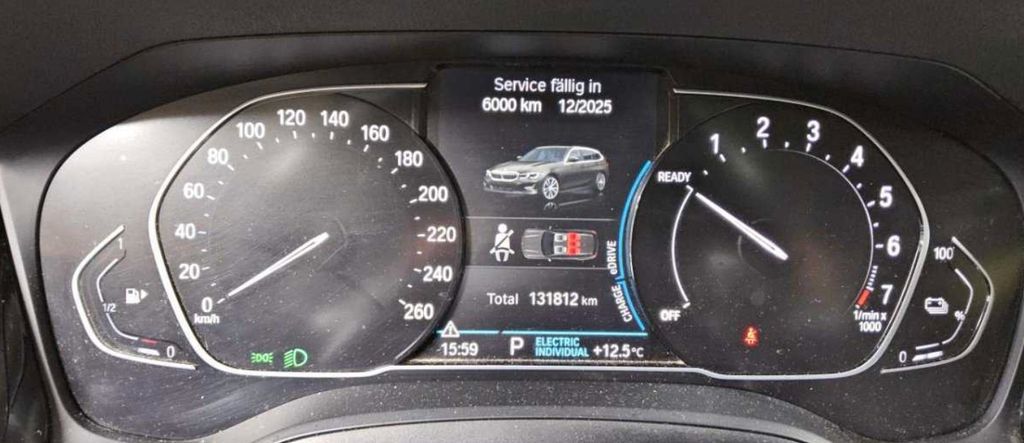 Service fällig in
6000 km 12/2025
0
20
40
60
80
100
120
140
160
180
200
220
240
260
km/h
1
1/2
0
READY
OFF
1
2
3
4
5
6
7
1/min x
1000
eDRIVE
CHARGE
Total 131812 km
100
%
0
-15:59 P ELECTRIC
INDIVIDUAL +12.5°C